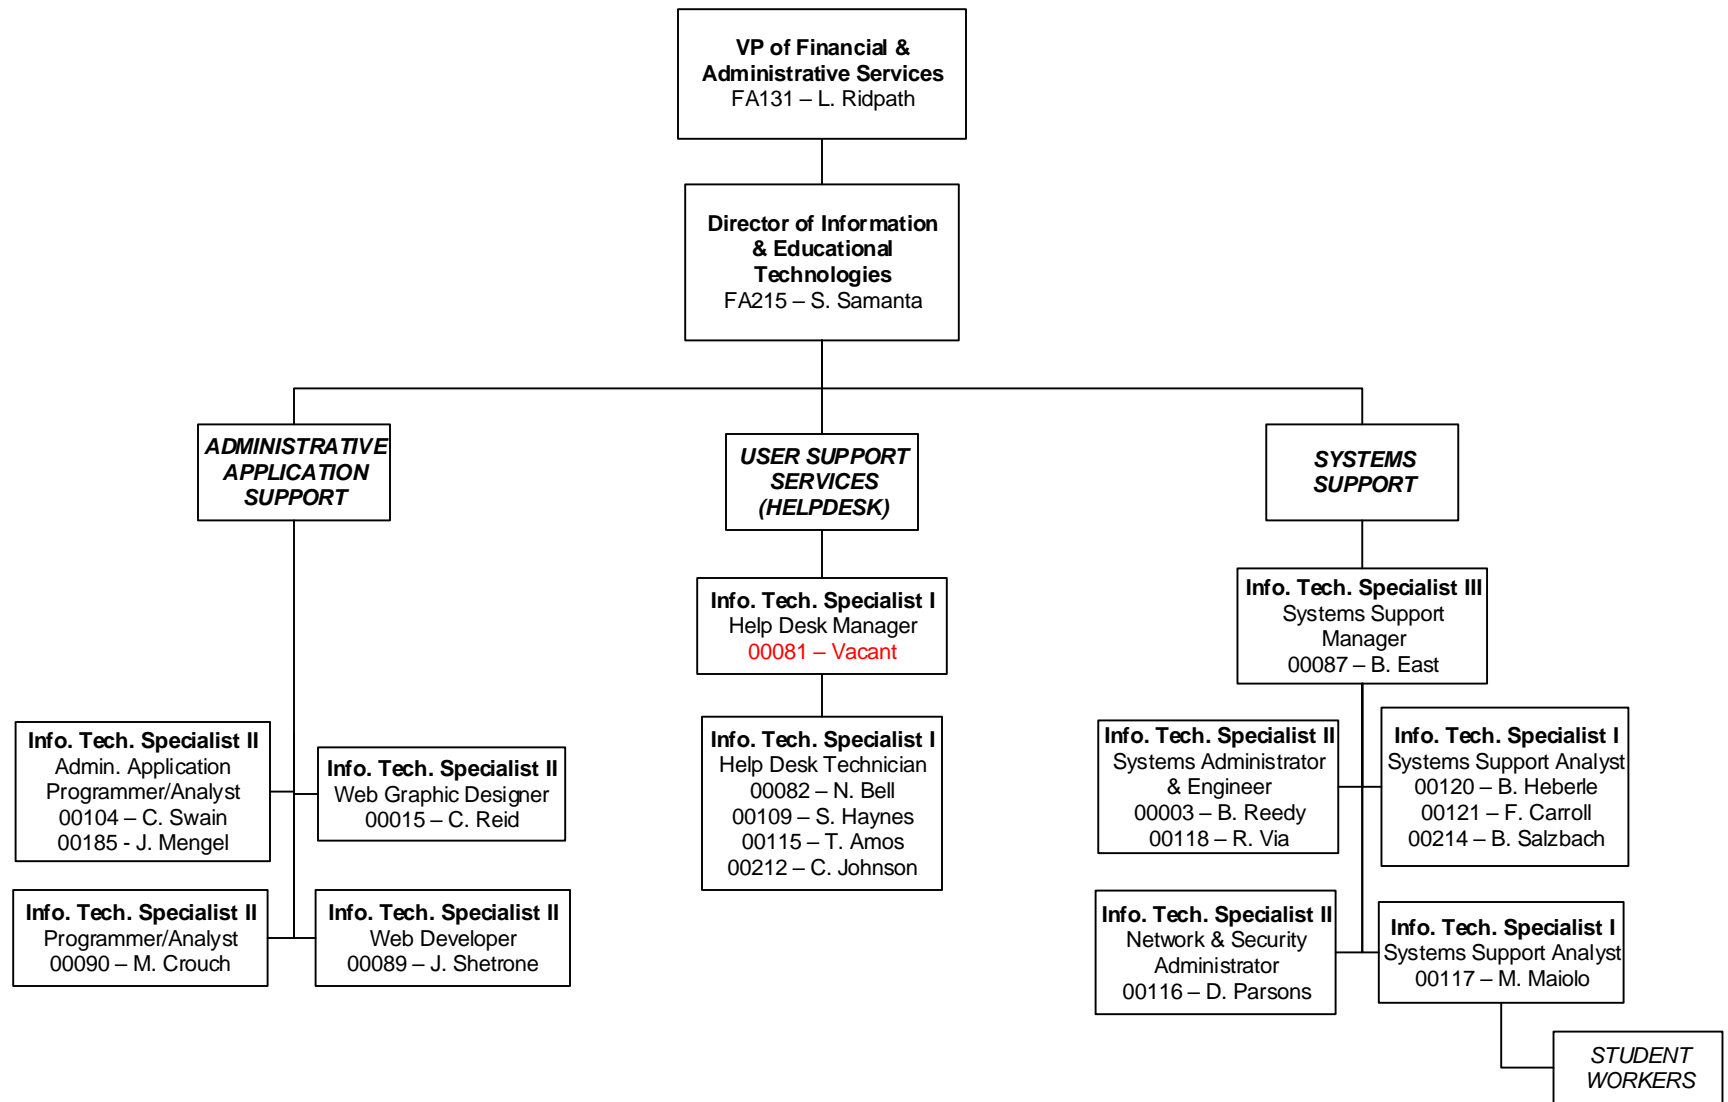 VP of Financial &
Administrative Services
FA131 – L. Ridpath
Director of Information
& Educational
Technologies
FA215 – S. Samanta
ADMINISTRATIVE
APPLICATION
SUPPORT
USER SUPPORT
SERVICES
(HELPDESK)
SYSTEMS
SUPPORT
Info. Tech. Specialist I
Help Desk Manager
00081 – Vacant
Info. Tech. Specialist III
Systems Support
Manager
00087 – B. East
Info. Tech. Specialist II
Admin. Application
Programmer/Analyst
00104 – C. Swain
00185 - J. Mengel
Info. Tech. Specialist II
Web Graphic Designer
00015 – C. Reid
Info. Tech. Specialist I
Help Desk Technician
00082 – N. Bell
00109 – S. Haynes
00115 – T. Amos
00212 – C. Johnson
Info. Tech. Specialist II
Systems Administrator
& Engineer
00003 – B. Reedy
00118 – R. Via
Info. Tech. Specialist I
Systems Support Analyst
00120 – B. Heberle
00121 – F. Carroll
00214 – B. Salzbach
Info. Tech. Specialist II
Programmer/Analyst
00090 – M. Crouch
Info. Tech. Specialist II
Web Developer
00089 – J. Shetrone
Info. Tech. Specialist II
Network & Security
Administrator
00116 – D. Parsons
Info. Tech. Specialist I
Systems Support Analyst
00117 – M. Maiolo
STUDENT
WORKERS